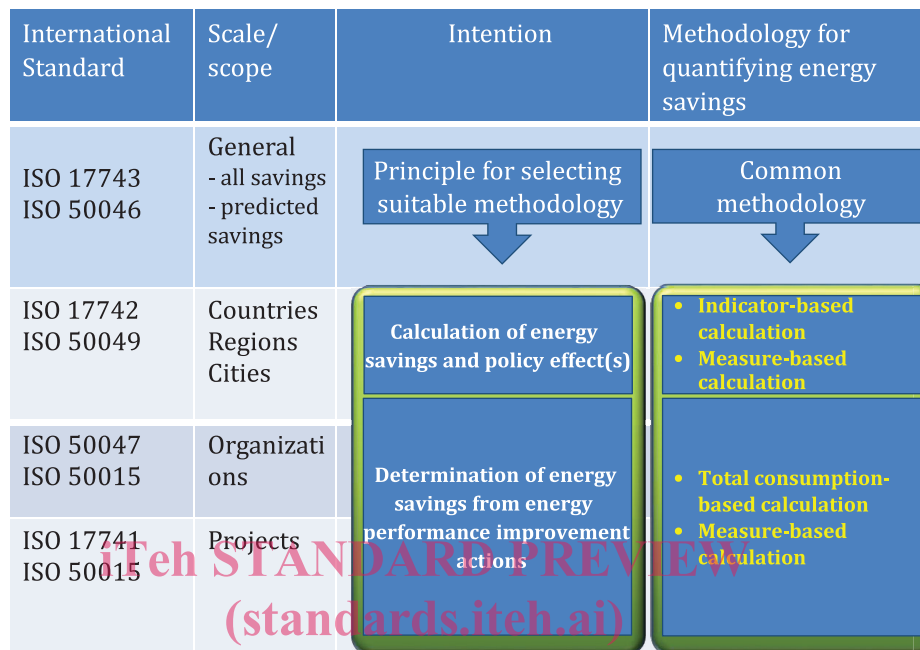 International
Standard
Scale/
scope
Intention
Methodology for
quantifying energy
savings
ISO 17743
ISO 50046
General
- all savings
- predicted
savings
Principle for selecting
suitable methodology
Common
methodology
ISO 17742
ISO 50049
Countries
Regions
Cities
Calculation of energy
savings and policy effect(s)
• Indicator-based
calculation
• Measure-based
calculation
ISO 50047
ISO 50015
Organizati
ons
Determination of energy
savings from energy
performance improvement
actions
• Total consumption-
based calculation
• Measure-based
calculation
ISO 17741
ISO 50015
Projects
iTeh STANDARD PREVIEW
(standards.iteh.ai)